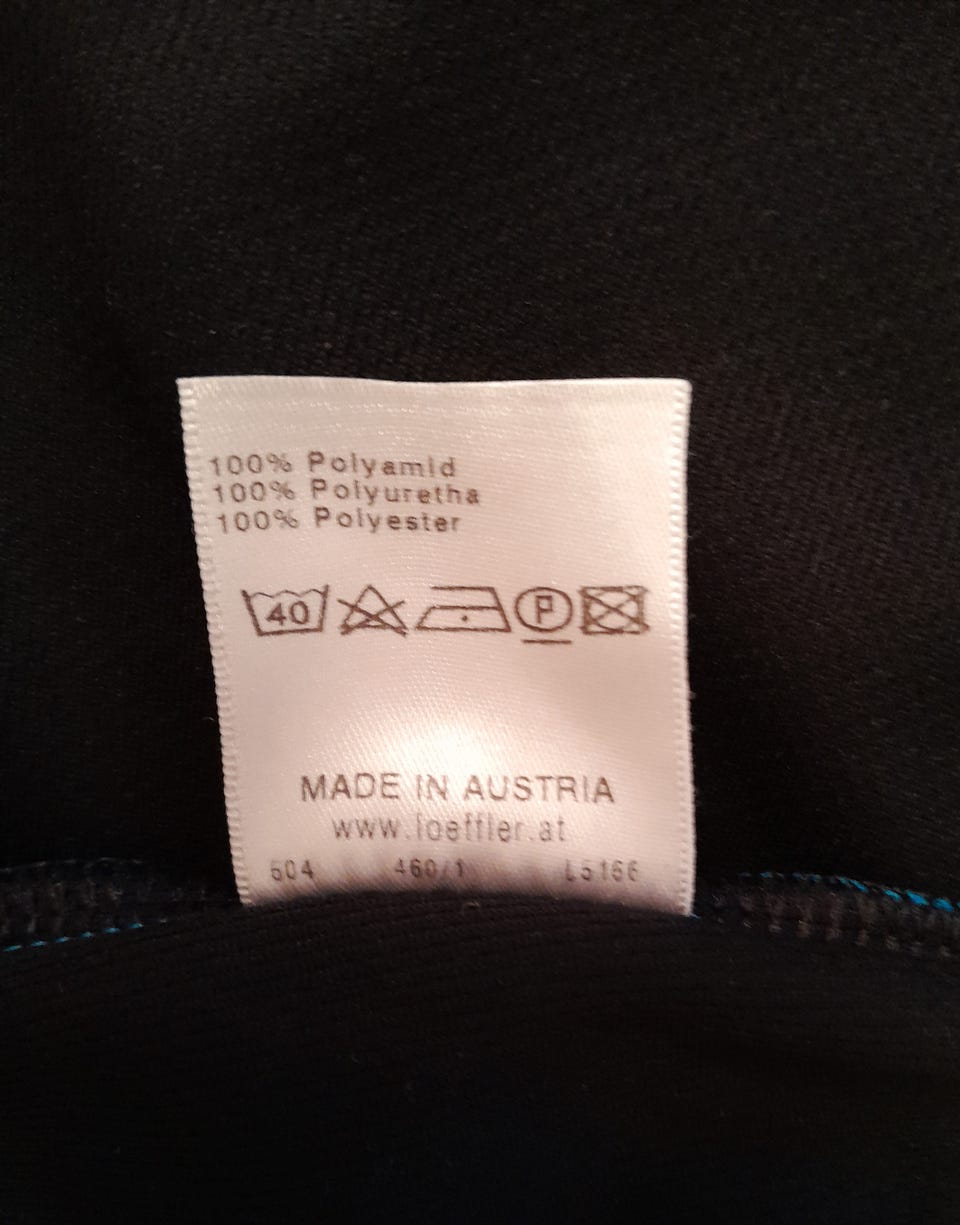 100% Polyamid
100% Polyuretha
100% Polyester
40 P
MADE IN AUSTRIA
www.loeffler.at
604 460/1 L5166